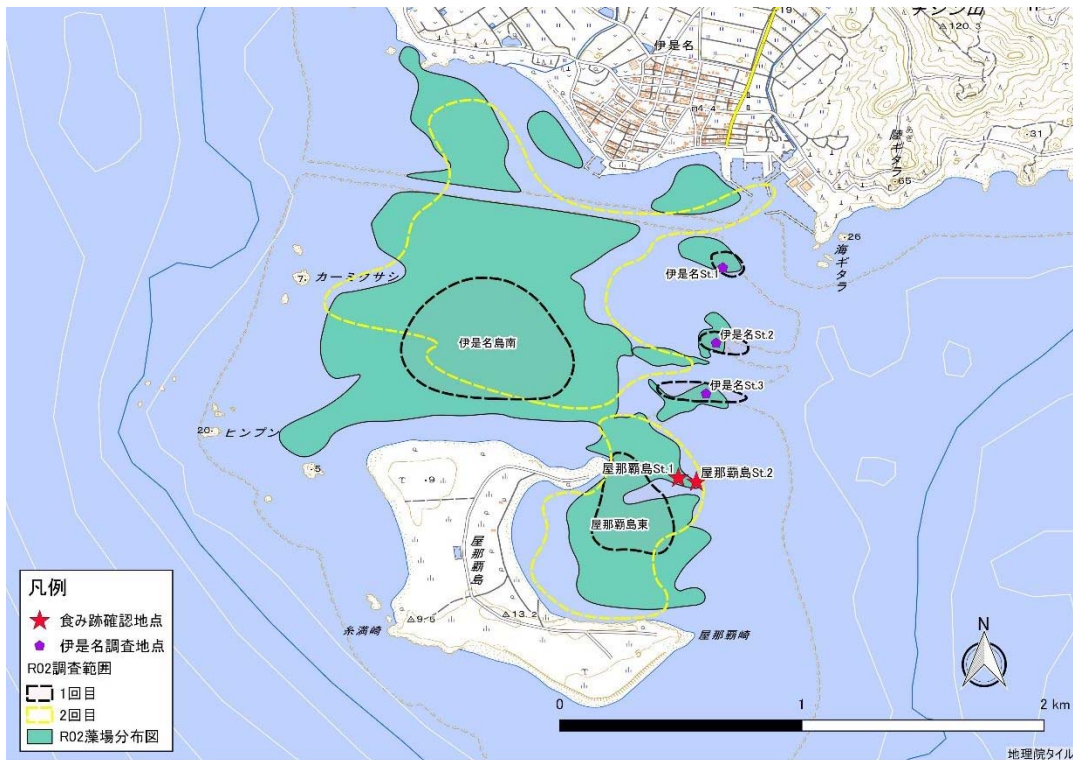 19
チジン山
△120.3
伊是名
4.4
31
陸ギタラ
65
26
海ギタラ
伊是名St.1
7
カーミヂサシ
伊是名St.2
伊是名島南
伊是名St.3
20
ヒンプン
5
屋那覇島St.1
屋那覇島St.2
9
屋那覇島東
屋那覇島
△9.5
△13.2
糸満崎
屋那覇崎
5
凡例
食み跡確認地点
伊是名調査地点
R02調査範囲
1回目
2回目
R02藻場分布図
N
0
1
2 km
地理院タイル